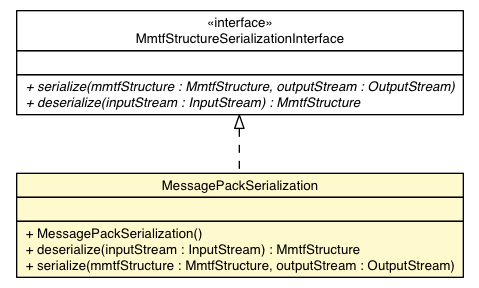 «interface»
MmtfStructureSerializationInterface
+ serialize(mmtfStructure : MmtfStructure, outputStream : OutputStream)
+ deserialize(inputStream : InputStream) : MmtfStructure
MessagePackSerialization
+ MessagePackSerialization()
+ deserialize(inputStream : InputStream) : MmtfStructure
+ serialize(mmtfStructure : MmtfStructure, outputStream : OutputStream)